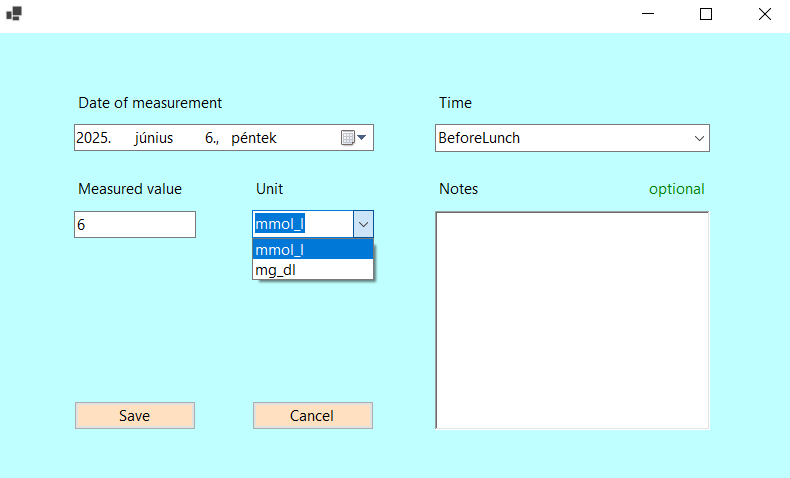 Date of measurement
Time
2025. június 6., péntek
BeforeLunch
Measured value
Unit
Notes
optional
6
mmol_l
mmol_l
mg_dl
Save
Cancel